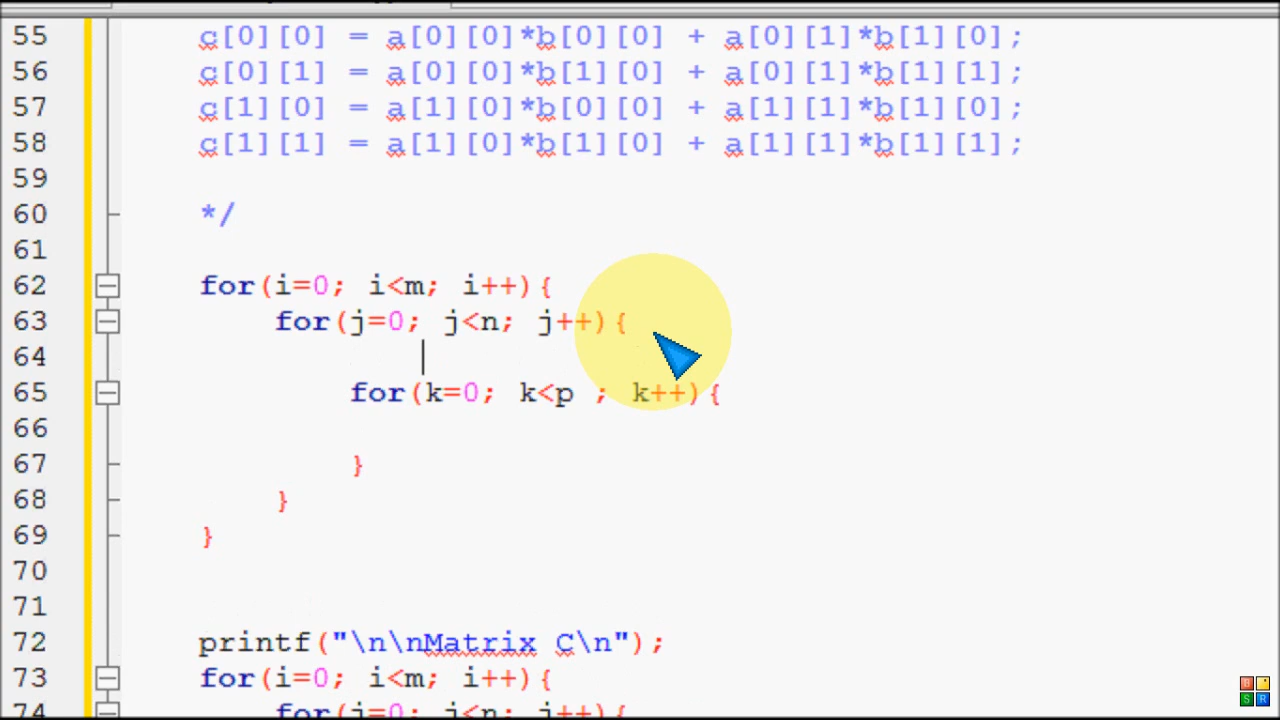 55 c[0][0] = a[0][0]*b[0][0] + a[0][1]*b[1][0];
56 c[0][1] = a[0][0]*b[1][0] + a[0][1]*b[1][1];
57 c[1][0] = a[1][0]*b[0][0] + a[1][1]*b[1][0];
58 c[1][1] = a[1][0]*b[1][0] + a[1][1]*b[1][1];
59
60 */
61
62 for(i=0; i<m; i++){
63 for(j=0; j<n; j++){
64
65 for(k=0; k<p ; k++){
66
67 }
68 }
69 }
70
71
72 printf("\n\nMatrix C\n");
73 for(i=0; i<m; i++){
74 for(j=0; j<n; j++){